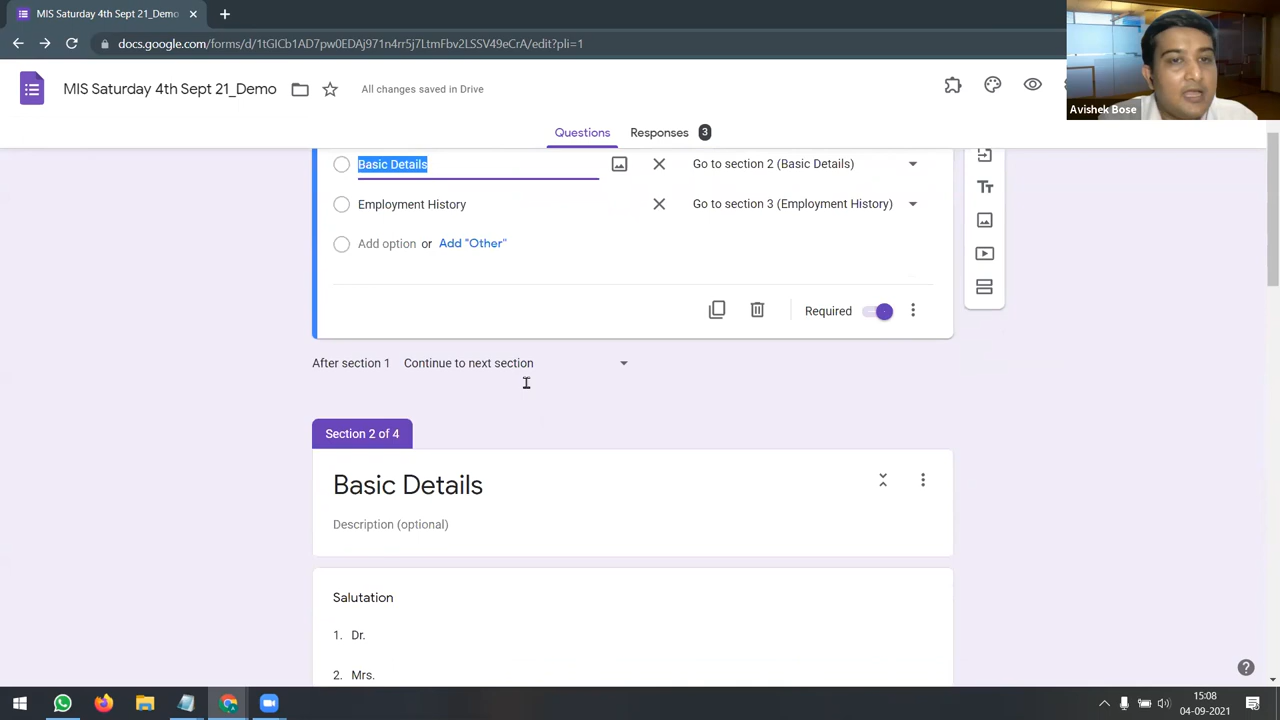 MIS Saturday 4th Sept 21_Demo
docs.google.com/forms/d/1tGICb1AD7pw0EDAj971n4rr5j7LtmFbv2LSSV49eCrA/edit?pli=1
MIS Saturday 4th Sept 21_Demo
All changes saved in Drive
Avishek Bose
Questions
Responses 3
Basic Details
Go to section 2 (Basic Details)
Employment History
Go to section 3 (Employment History)
Add option or Add "Other"
Required
After section 1 Continue to next section
Section 2 of 4
Basic Details
Description (optional)
Salutation
1. Dr.
2. Mrs.
15:08
04-09-2021